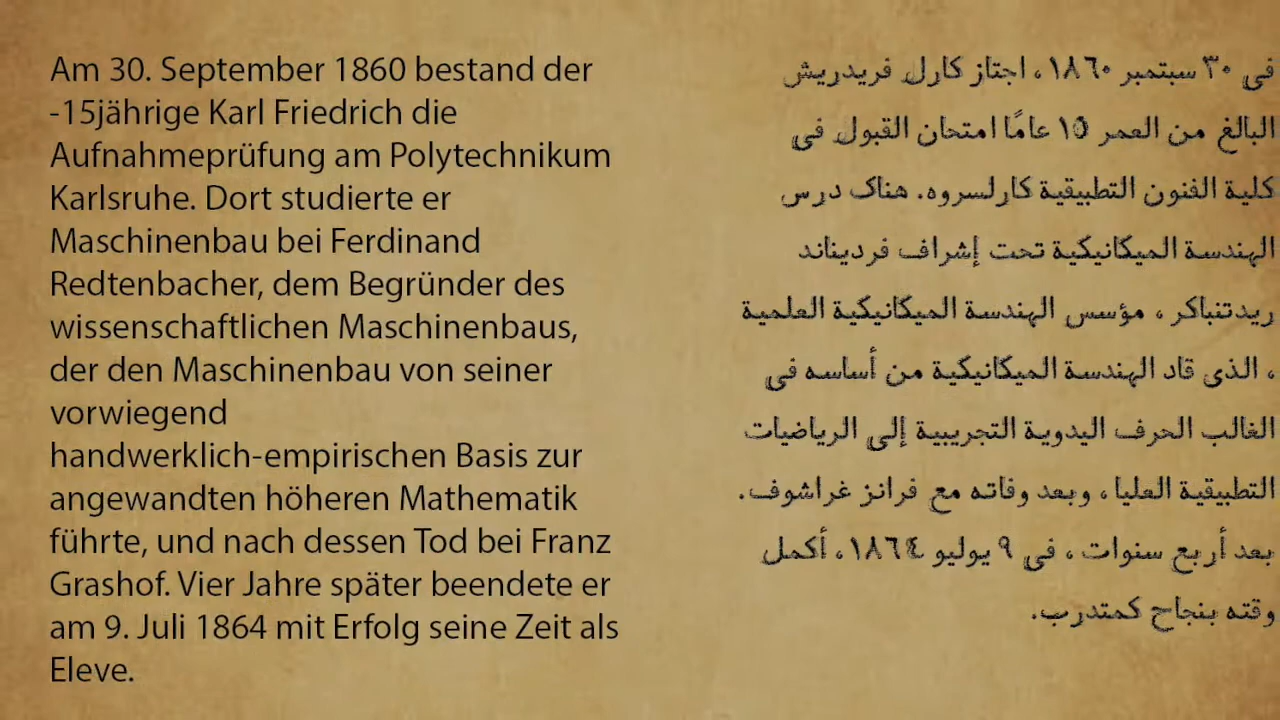 Am 30. September 1860 bestand der
-15jährige Karl Friedrich die
Aufnahmeprüfung am Polytechnikum
Karlsruhe. Dort studierte er
Maschinenbau bei Ferdinand
Redtenbacher, dem Begründer des
wissenschaftlichen Maschinenbaus,
der den Maschinenbau von seiner
vorwiegend
handwerklich-empirischen Basis zur
angewandten höheren Mathematik
führte, und nach dessen Tod bei Franz
Grashof. Vier Jahre später beendete er
am 9. Juli 1864 mit Erfolg seine Zeit als
Eleve.
في ٣٠ سبتمبر ١٨٦٠ ، اجتاز كارل فريدريش
البالغ من العمر ١٥ عامًا امتحان القبول في
كلية الفنون التطبيقية كارلسروه. هناك درس
الهندسة الميكانيكية تحت إشراف فرديناند
ريدتنباكر ، مؤسس الهندسة الميكانيكية العلمية
، الذي قاد الهندسة الميكانيكية من أساسه في
الغالب الحرف اليدوية التجريبية إلى الرياضيات
التطبيقية العليا ، وبعد وفاته مع فرانز غراشوف.
بعد أربع سنوات ، في ٩ يوليو ١٨٦٤ ، أكمل
وقته بنجاح كمتدرب.